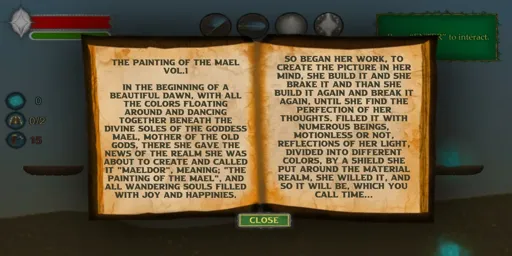 to interact.
0
0/2
15
THE PAINTING OF THE MAEL
VOL.I
IN THE BEGINNING OF A
BEAUTIFUL DAWN, WITH ALL
THE COLORS FLOATING
AROUND AND DANCING
TOGETHER BENEATH THE
DIVINE SOLES OF THE GODDESS
MAEL, MOTHER OF THE OLD
GODS, THERE SHE GAVE THE
NEWS OF THE REALM SHE WAS
ABOUT TO CREATE AND CALLED
IT "MAELDOR", MEANING; "THE
PAINTING OF THE MAEL", AND
ALL WANDERING SOULS FILLED
WITH JOY AND HAPPINIES.
SO BEGAN HER WORK, TO
CREATE THE PICTURE IN HER
MIND, SHE BUILD IT AND SHE
BRAKE IT AND THAN SHE
BUILD IT AGAIN AND BREAK IT
AGAIN, UNTIL SHE FIND THE
PERFECTION OF HER
THOUGHTS. FILLED IT WITH
NUMEROUS BEINGS,
MOTIONLESS OR NOT,
REFLECTIONS OF HER LIGHT,
DIVIDED INTO DIFFERENT
COLORS, BY A SHIELD SHE
PUT AROUND THE MATERIAL
REALM, SHE WILLED IT, AND
SO IT WILL BE, WHICH YOU
CALL TIME...
CLOSE